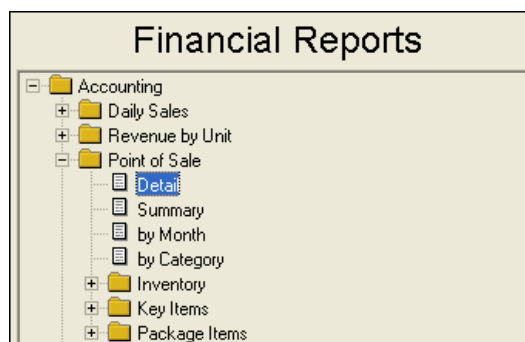 Financial Reports
Accounting
Daily Sales
Revenue by Unit
Point of Sale
Detail
Summary
by Month
by Category
Inventory
Key Items
Package Items